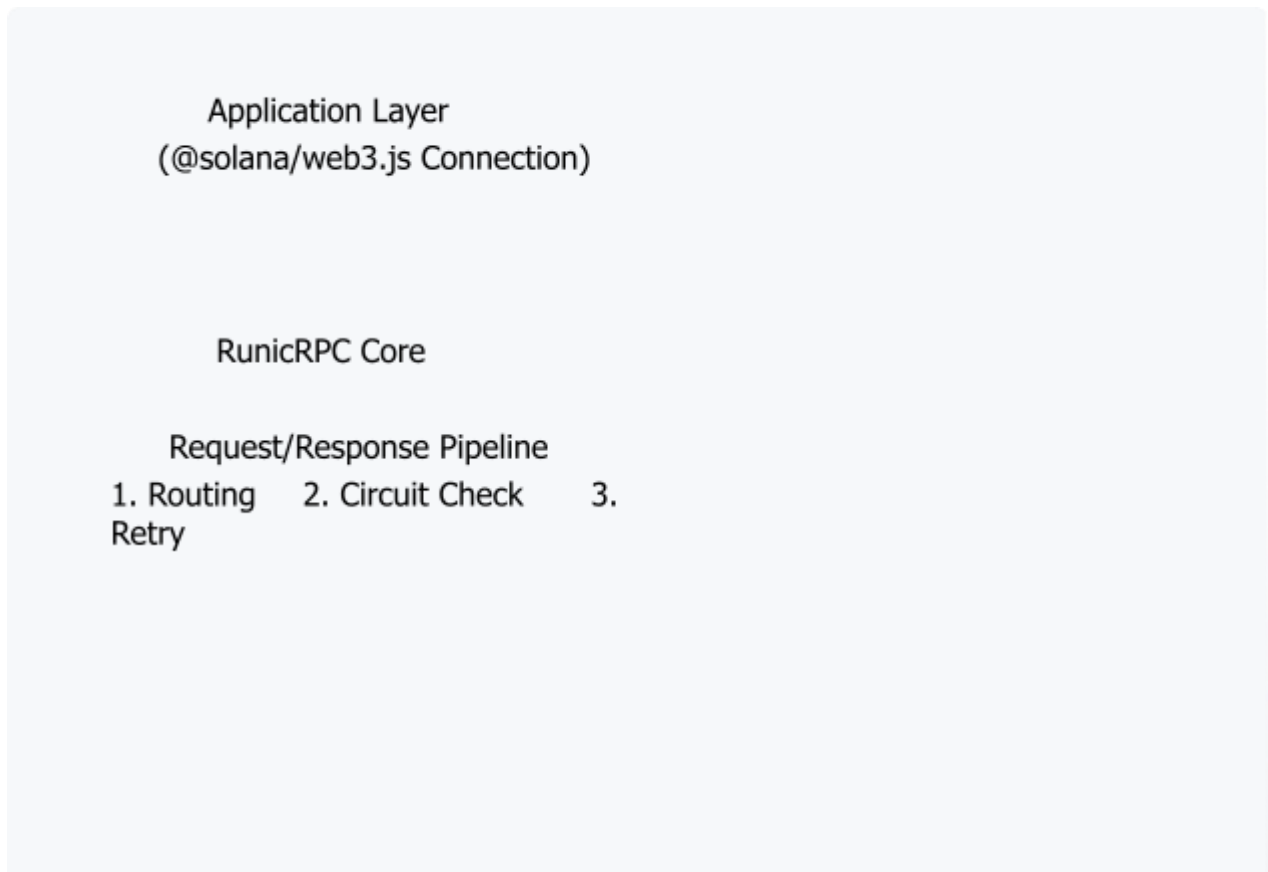 Application Layer
(@solana/web3.js Connection)
RunicRPC Core
Request/Response Pipeline
1. Routing 2. Circuit Check 3.
Retry